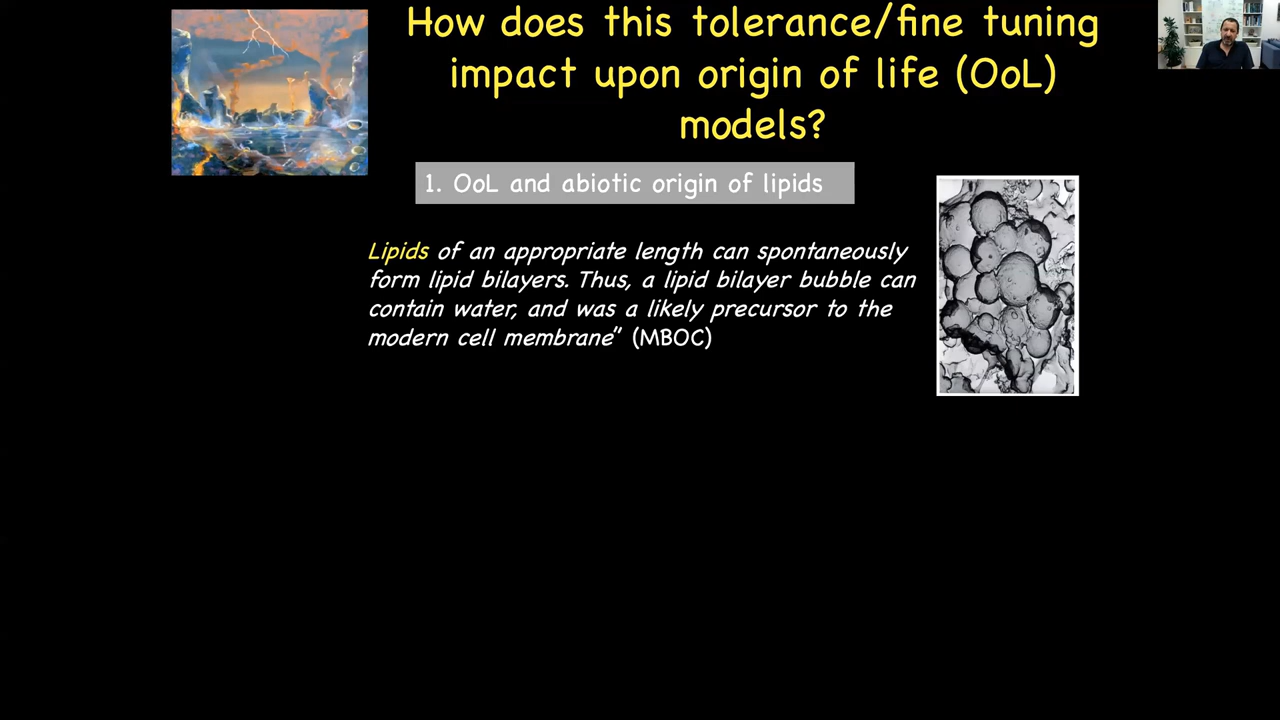 How does this tolerance/fine tuning
impact upon origin of life (OoL)
models?
1. OoL and abiotic origin of lipids
Lipids of an appropriate length can spontaneously
form lipid bilayers. Thus, a lipid bilayer bubble can
contain water, and was a likely precursor to the
modern cell membrane” (MBOC)